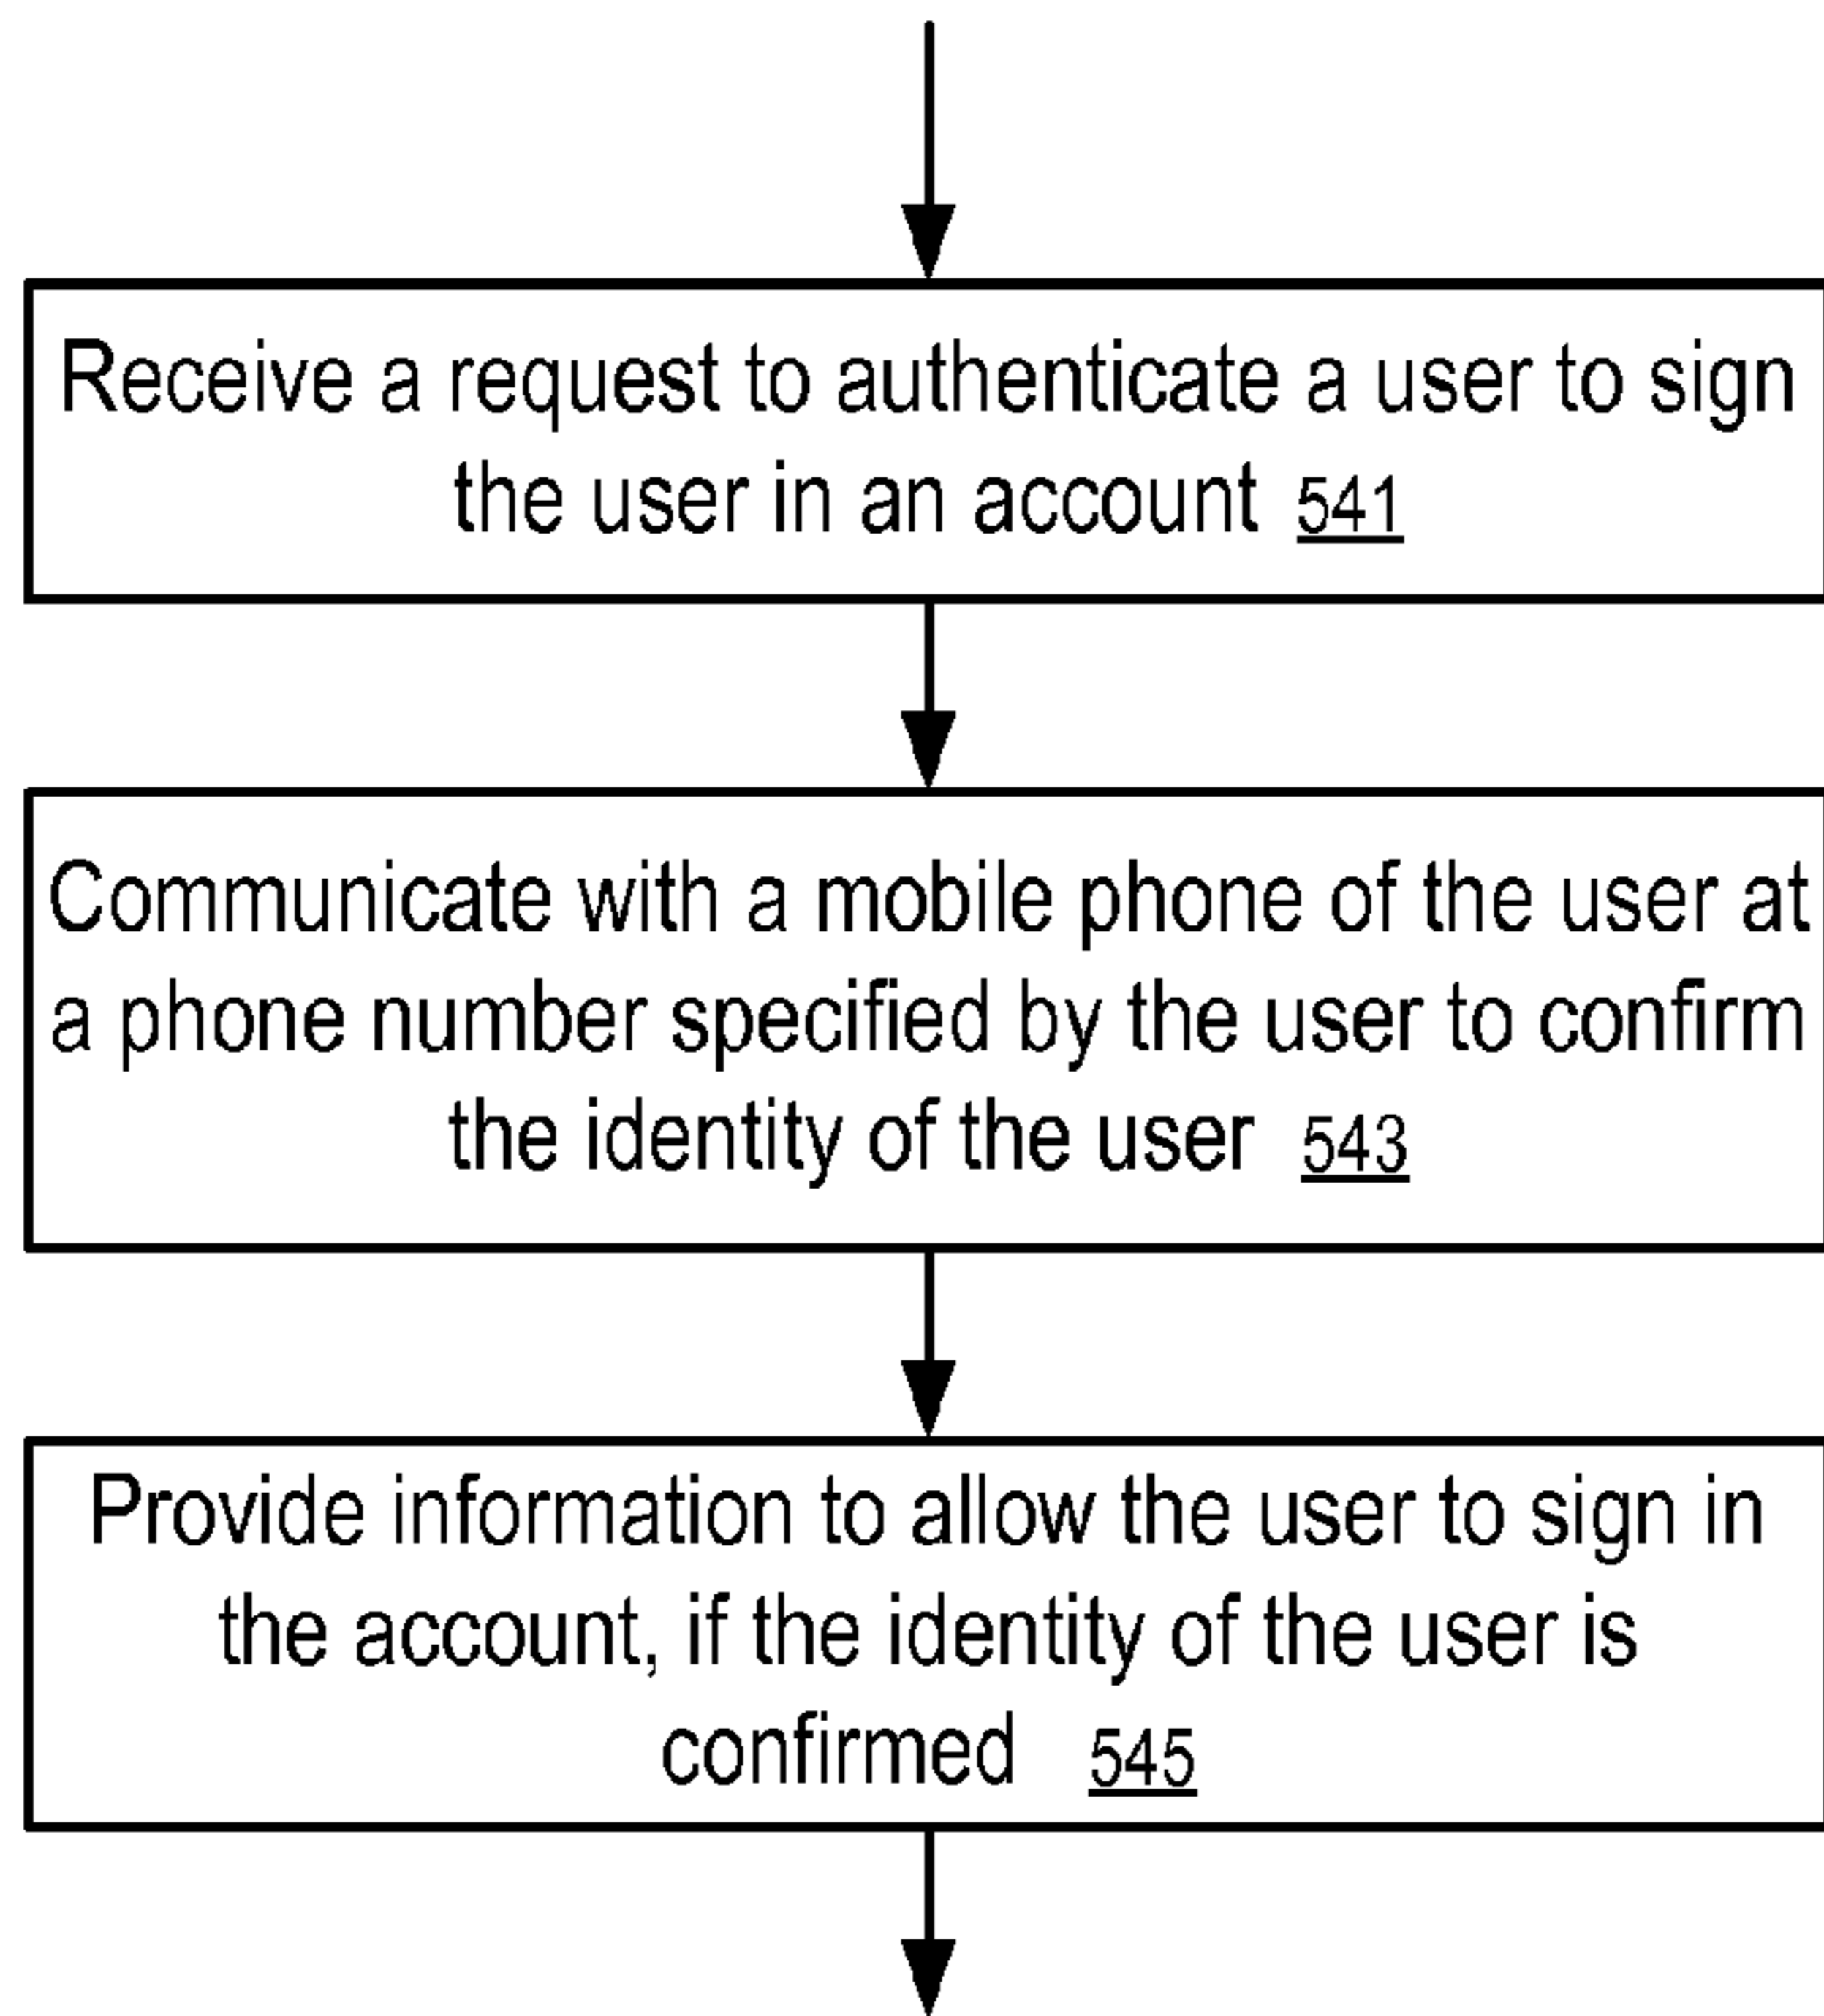 Receive a request to authenticate a user to sign
the user in an account 541
Communicate with a mobile phone of the user at
a phone number specified by the user to confirm
the identity of the user 543
Provide information to allow the user to sign in
the account, if the identity of the user is
confirmed 545